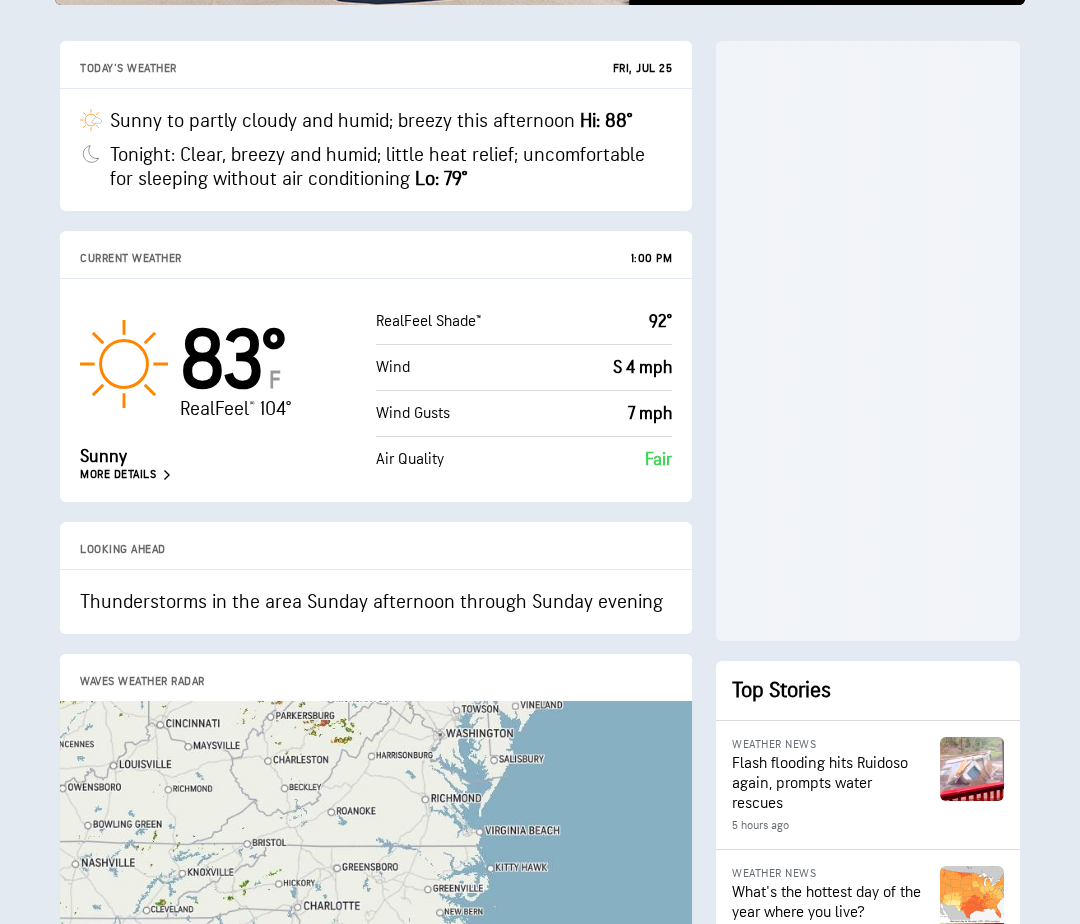 TODAY'S WEATHER
FRI, JUL 25
Sunny to partly cloudy and humid; breezy this afternoon Hi: 88°
Tonight: Clear, breezy and humid; little heat relief; uncomfortable
for sleeping without air conditioning Lo: 79°
CURRENT WEATHER
1:00 PM
83° F
RealFeel® 104°
Sunny
MORE DETAILS
RealFeel Shade™ 92°
Wind S 4 mph
Wind Gusts 7 mph
Air Quality Fair
LOOKING AHEAD
Thunderstorms in the area Sunday afternoon through Sunday evening
WAVES WEATHER RADAR
PARKERSBURG
TOWSON
VINELAND
CINCINNATI
WASHINGTON
NCENNES
MAYSVILLE
HARRISONBURG
LOUISVILLE
CHARLESTON
SALISBURY
OWENSBORO
RICHMOND
BECKLEY
RICHMOND
ROANOKE
BOWLING GREEN
VIRGINIA BEACH
BRISTOL
NASHVILLE
KNOXVILLE
GREENSBORO
KITTY HAWK
HICKORY
GREENVILLE
CLEVELAND
CHARLOTTE
NEW BERN
Top Stories
WEATHER NEWS
Flash flooding hits Ruidoso
again, prompts water
rescues
5 hours ago
WEATHER NEWS
What's the hottest day of the
year where you live?